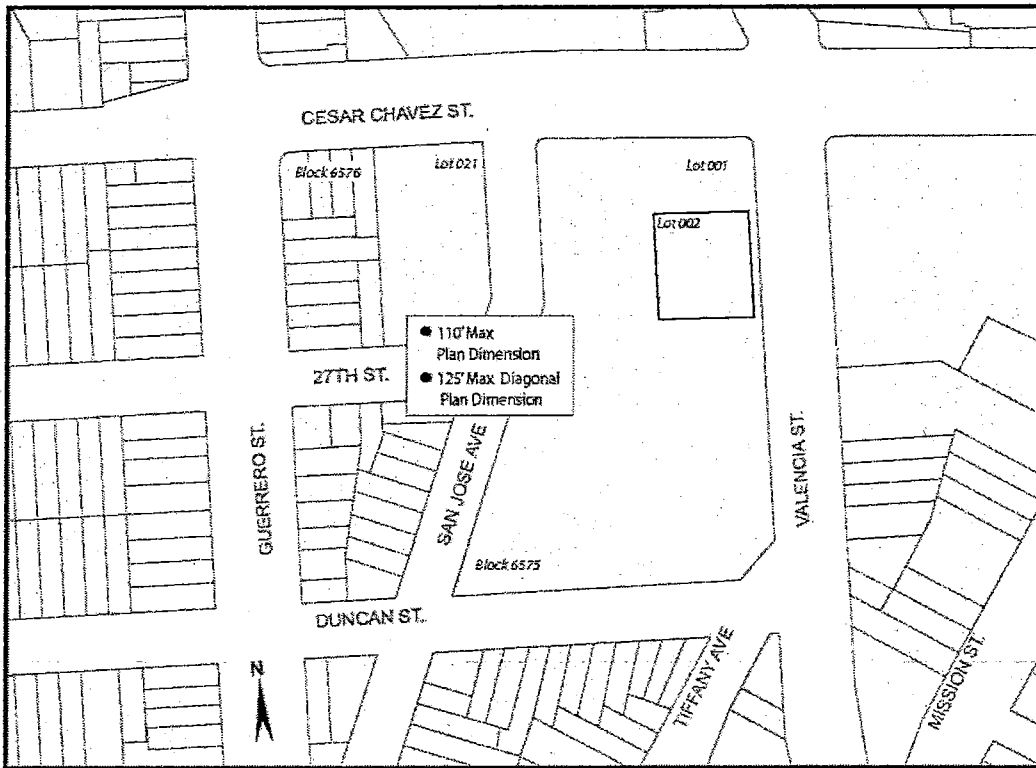 CESAR CHAVEZ ST.
Block 6576
Lot 021
Lot 001
Lot 002
● 110' Max
Plan Dimension
● 125' Max Diagonal
Plan Dimension
27TH ST.
GUERRERO ST.
SAN JOSE AVE
VALENCIA ST.
Block 6575
DUNCAN ST.
N
TIFFANY AVE
MISSION ST.